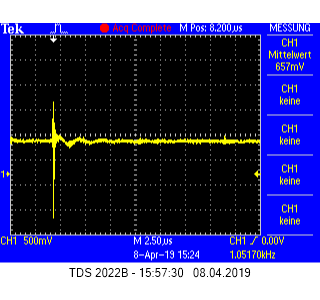 Tek Acq Complete M Pos: 8.200µs MESSUNG
CH1
Mittelwert
657mV
CH1
keine
CH1
keine
CH1
keine
CH1
keine
1
CH1 500mV M 2.50µs CH1 / 0.00V
8-Apr-19 15:24 1.05170kHz
TDS 2022B - 15:57:30 08.04.2019